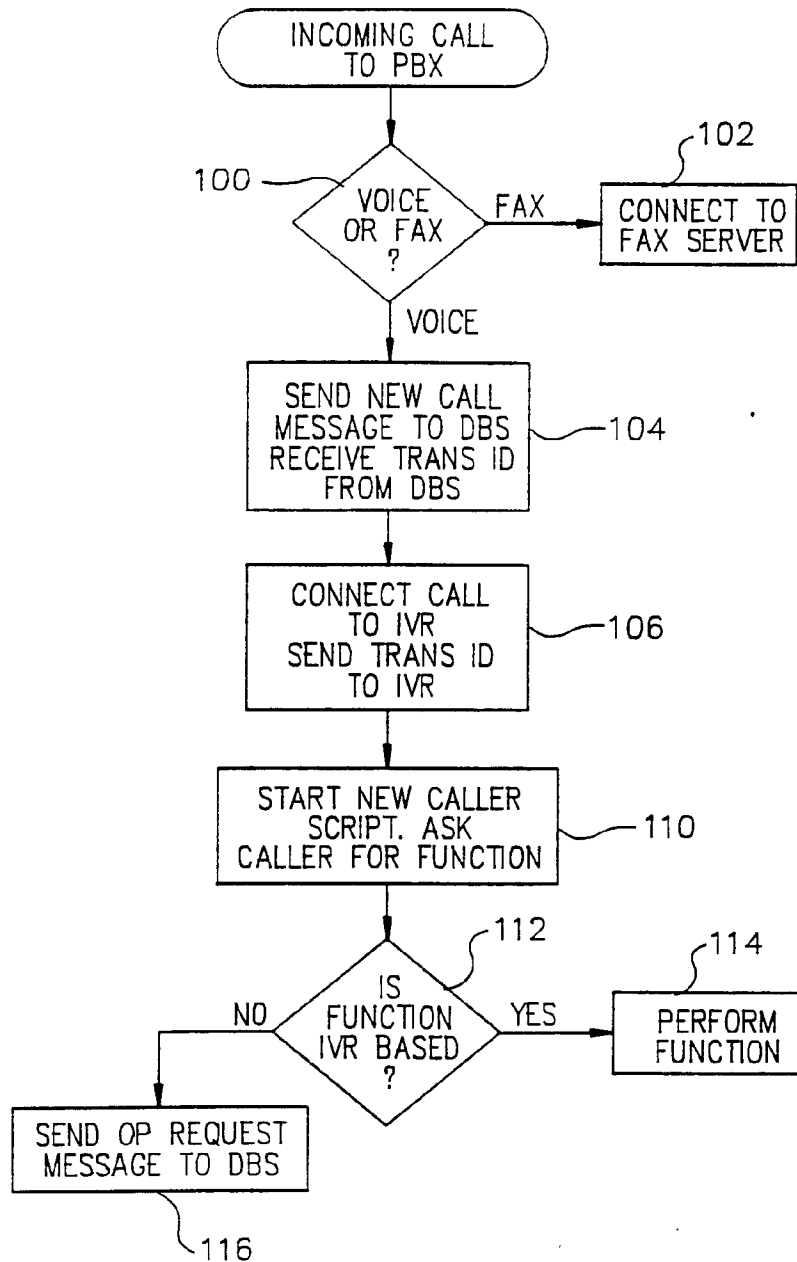 INCOMING CALL
TO PBX
102
100
VOICE
OR FAX
?
FAX
CONNECT TO
FAX SERVER
VOICE
SEND NEW CALL
MESSAGE TO DBS
RECEIVE TRANS ID
FROM DBS
104
CONNECT CALL
TO IVR
SEND TRANS ID
TO IVR
106
START NEW CALLER
SCRIPT. ASK
CALLER FOR FUNCTION
110
112
IS
FUNCTION
IVR BASED
?
NO
YES
114
PERFORM
FUNCTION
SEND OP REQUEST
MESSAGE TO DBS
116